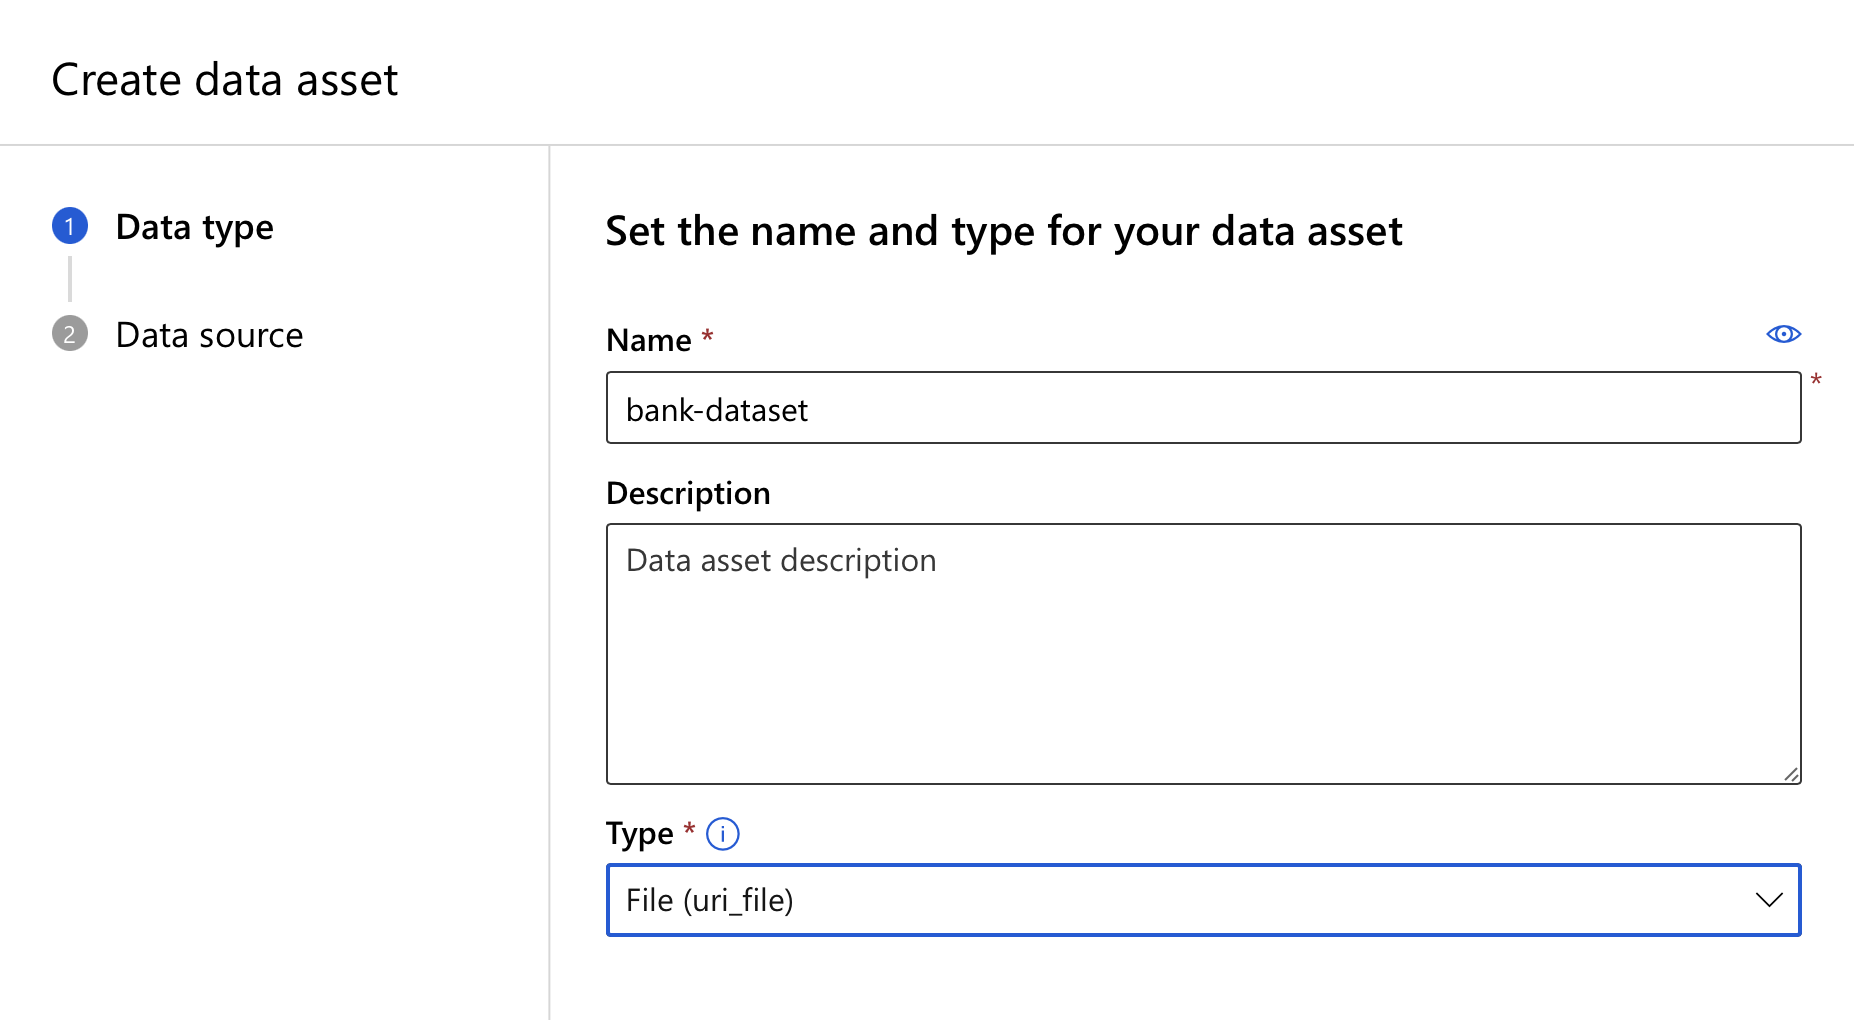 Create data asset
1 Data type
2 Data source
Set the name and type for your data asset
Name *
*
bank-dataset
Description
Data asset description
Type * i
File (uri_file)